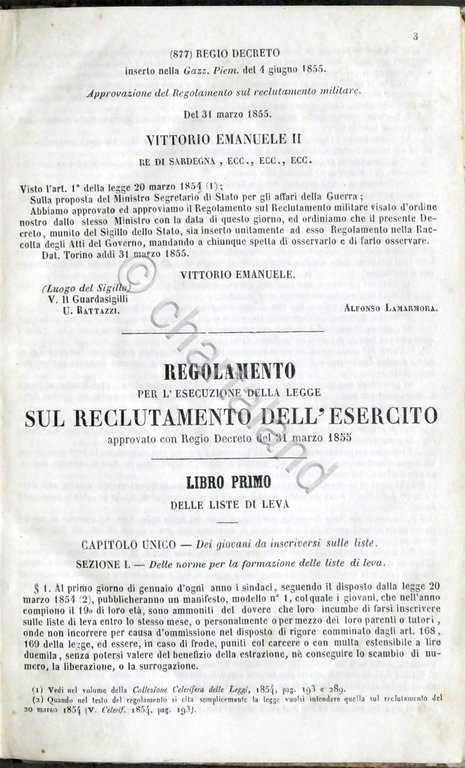 3
(877) REGIO DECRETO
inserto nella Gazz. Piem. del 4 giugno 1855.
Approvazione del Regolamento sul reclutamento militare.
Del 31 marzo 1855.
VITTORIO EMANUELE II
RE DI SARDEGNA, ECC., ECC., ECC.
Visto l'art. 1° della legge 20 marzo 1854 (1);
Sulla proposta del Ministro Segretario di Stato per gli affari della Guerra;
Abbiamo approvato ed approviamo il Regolamento sul Reclutamento militare visato d'ordine
nostro dallo stesso Ministro con la data di questo giorno, ed ordiniamo che il presente De-
creto, munito del Sigillo dello Stato, sia inserto unitamente ad esso Regolamento nella Rac-
colta degli Atti del Governo, mandando a chiunque spetta di osservarlo e di farlo osservare.
Dat. Torino addì 31 marzo 1855.
VITTORIO EMANUELE.
(Luogo del Sigillo)
V. Il Guardasigilli
U. RATTAZZI. ALFONSO LAMARMORA.
REGOLAMENTO
PER L'ESECUZIONE DELLA LEGGE
SUL RECLUTAMENTO DELL'ESERCITO
approvato con Regio Decreto del 31 marzo 1855
LIBRO PRIMO
DELLE LISTE DI LEVA
CAPITOLO UNICO — Dei giovani da inscriversi sulle liste.
SEZIONE I. — Delle norme per la formazione delle liste di leva.
§ 1. Al primo giorno di gennaio d'ogni anno i sindaci, seguendo il disposto dalla legge 20
marzo 1854 (2), pubblicheranno un manifesto, modello n° 1, col quale i giovani, che nell'anno
compiono il 19o di loro età, sono ammoniti del dovere che loro incumbe di farsi inscrivere
sulle liste di leva entro lo stesso mese, o personalmente o per mezzo dei loro parenti o tutori,
onde non incorrere per causa d'ommissione nel disposto di rigore comminato dagli art. 168,
169 della legge, ed essere, in caso di frode, puniti col carcere o con multa estensibile a lire
duemila, senza potersi valere del benefizio della estrazione, nè conseguire lo scambio di nu-
mero, la liberazione, o la surrogazione.
(1) Vedi nel volume della Collezione Celerifera delle Leggi, 1854, pag. 193 e 289.
(2) Quando nel testo del regolamento si cita semplicemente la legge vuolsi intendere quella sul reclutamento del
20 marzo 1854 (V. Celerif. 1854. pag. 193).
© chartaland